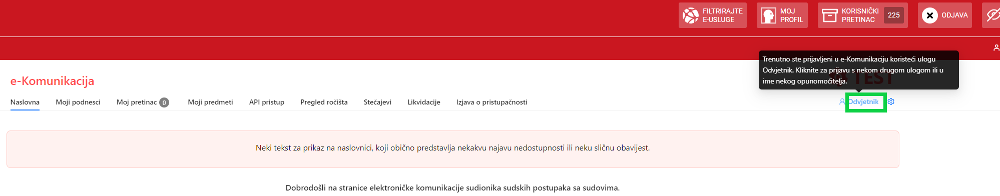 FILTRIRAJTE
E-USLUGE
MOJ
PROFIL
KORISNIČKI
PRETINAC
225
ODJAVA
Trenutno ste prijavljeni u e-Komunikaciju koristeći ulogu
Odvjetnik. Kliknite za prijavu s nekom drugom ulogom ili u
ime nekog opunomoćitelja.
TEST
e-Komunikacija
Naslovna
Moji podnesci
Moj pretinac 0
Moji predmeti
API pristup
Pregled ročišta
Stečajevi
Likvidacije
Izjava o pristupačnosti
Odvjetnik
Neki tekst za prikaz na naslovnici, koji obično predstavlja nekakvu najavu nedostupnosti ili neku sličnu obavijest.
Dobrodošli na stranice elektroničke komunikacije sudionika sudskih postupaka sa sudovima.